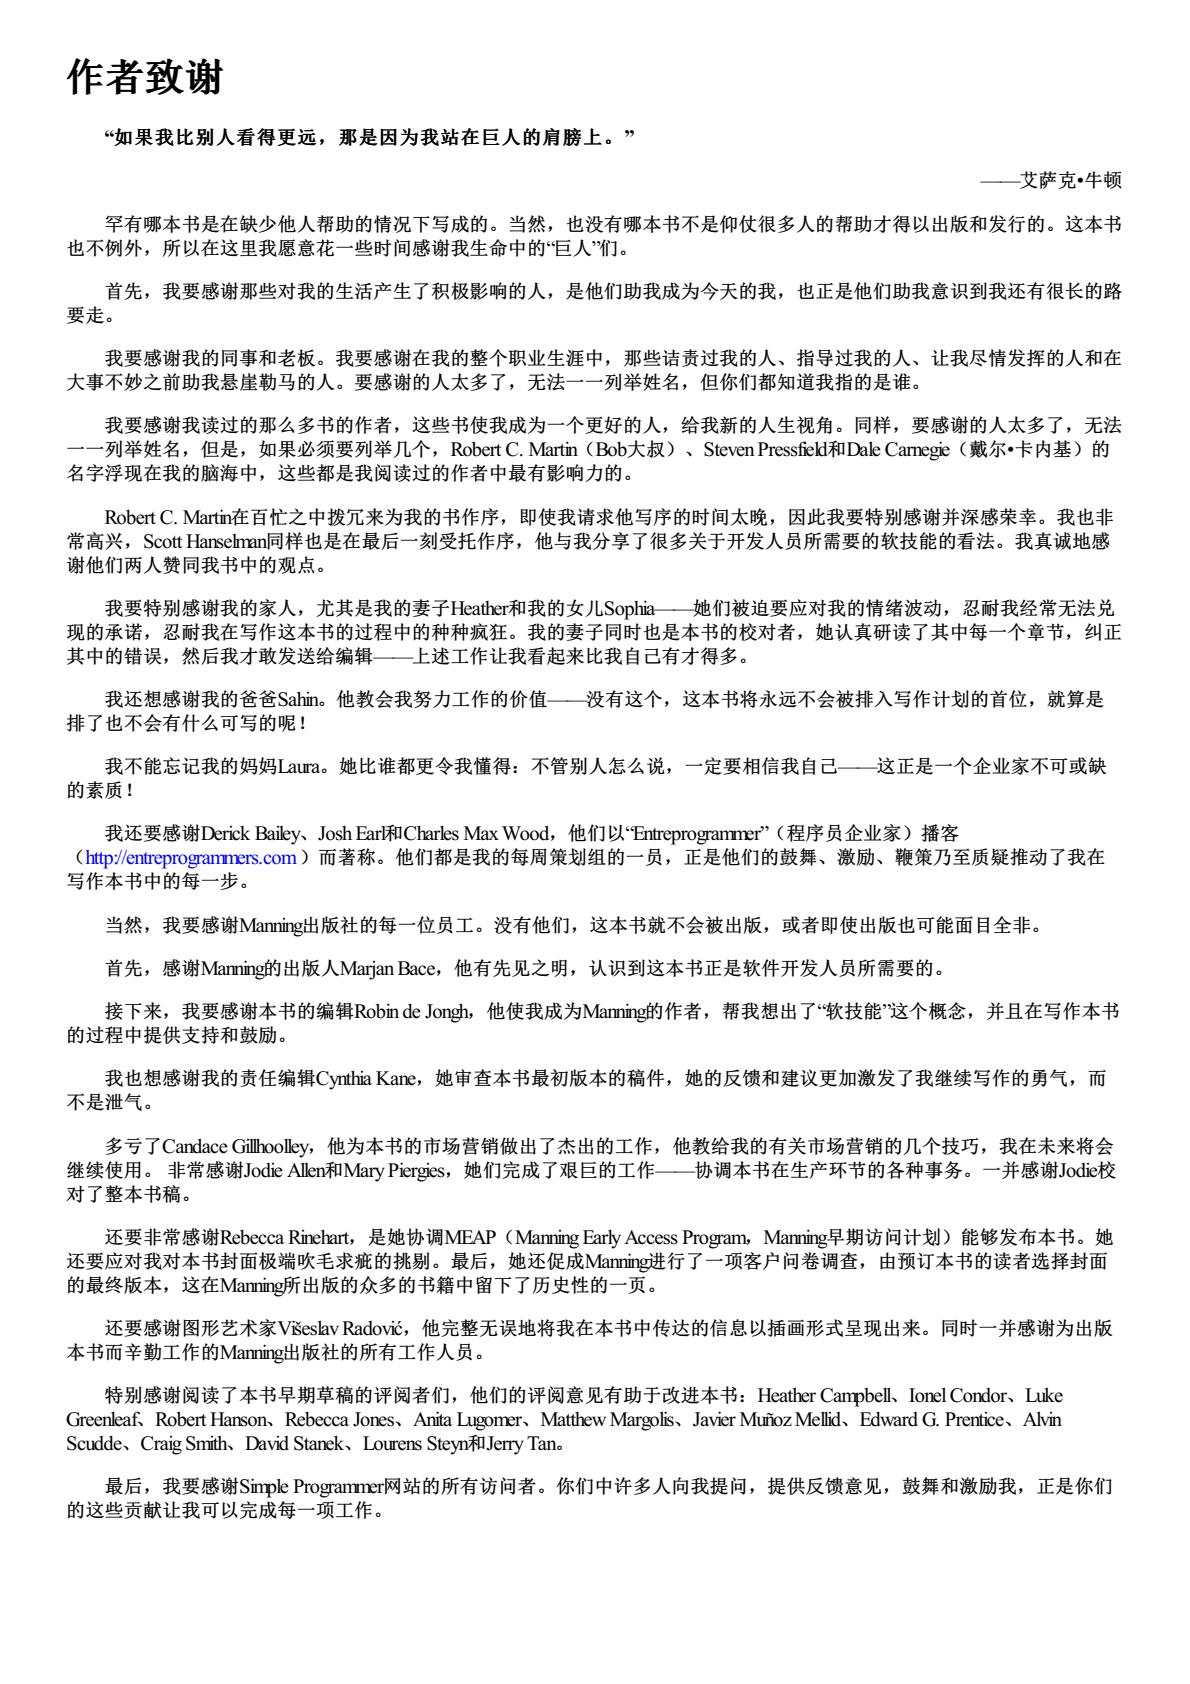 作者致谢
“如果我比别人看得更远，那是因为我站在巨人的肩膀上。”
——艾萨克•牛顿
罕有哪本书是在缺少他人帮助的情况下写成的。当然，也没有哪本书不是仰仗很多人的帮助才得以出版和发行的。这本书
也不例外，所以在这里我愿意花一些时间感谢我生命中的“巨人”们。
首先，我要感谢那些对我的生活产生了积极影响的人，是他们助我成为今天的我，也正是他们助我意识到我还有很长的路
要走。
我要感谢我的同事和老板。我要感谢在我的整个职业生涯中，那些诘责过我的人、指导过我的人、让我尽情发挥的人和在
大事不妙之前助我悬崖勒马的人。要感谢的人太多了，无法一一列举姓名，但你们都知道我指的是谁。
我要感谢我读过的那么多书的作者，这些书使我成为一个更好的人，给我新的人生视角。同样，要感谢的人太多了，无法
一一列举姓名，但是，如果必须要列举几个，Robert C. Martin（Bob大叔）、Steven Pressfield和Dale Carnegie（戴尔•卡内基）的
名字浮现在我的脑海中，这些都是我阅读过的作者中最有影响力的。
Robert C. Martin在百忙之中拨冗来为我的书作序，即使我请求他写序的时间太晚，因此我要特别感谢并深感荣幸。我也非
常高兴，Scott Hanselman同样也是在最后一刻受托作序，他与我分享了很多关于开发人员所需要的软技能的看法。我真诚地感
谢他们两人赞同我书中的观点。
我要特别感谢我的家人，尤其是我的妻子Heather和我的女儿Sophia——她们被迫要应对我的情绪波动，忍耐我经常无法兑
现的承诺，忍耐我在写作这本书的过程中的种种疯狂。我的妻子同时也是本书的校对者，她认真研读了其中每一个章节，纠正
其中的错误，然后我才敢发送给编辑——上述工作让我看起来比我自己有才得多。
我还想感谢我的爸爸Sahin。他教会我努力工作的价值——没有这个，这本书将永远不会被排入写作计划的首位，就算是
排了也不会有什么可写的呢！
我不能忘记我的妈妈Laura。她比谁都更令我懂得：不管别人怎么说，一定要相信我自己——这正是一个企业家不可或缺
的素质！
我还要感谢Derick Bailey、Josh Earl和Charles Max Wood，他们以“Entreprogrammer”（程序员企业家）播客
（http://entreprogrammers.com ）而著称。他们都是我的每周策划组的一员，正是他们的鼓舞、激励、鞭策乃至质疑推动了我在
写作本书中的每一步。
当然，我要感谢Manning出版社的每一位员工。没有他们，这本书就不会被出版，或者即使出版也可能面目全非。
首先，感谢Manning的出版人Marjan Bace，他有先见之明，认识到这本书正是软件开发人员所需要的。
接下来，我要感谢本书的编辑Robin de Jongh，他使我成为Manning的作者，帮我想出了“软技能”这个概念，并且在写作本书
的过程中提供支持和鼓励。
我也想感谢我的责任编辑Cynthia Kane，她审查本书最初版本的稿件，她的反馈和建议更加激发了我继续写作的勇气，而
不是泄气。
多亏了Candace Gillhoolley，他为本书的市场营销做出了杰出的工作，他教给我的有关市场营销的几个技巧，我在未来将会
继续使用。 非常感谢Jodie Allen和Mary Piergies，她们完成了艰巨的工作——协调本书在生产环节的各种事务。一并感谢Jodie校
对了整本书稿。
还要非常感谢Rebecca Rinehart，是她协调MEAP（Manning Early Access Program，Manning早期访问计划）能够发布本书。她
还要应对我对本书封面极端吹毛求疵的挑剔。最后，她还促成Manning进行了一项客户问卷调查，由预订本书的读者选择封面
的最终版本，这在Manning所出版的众多的书籍中留下了历史性的一页。
还要感谢图形艺术家Višeslav Radović，他完整无误地将我在本书中传达的信息以插画形式呈现出来。同时一并感谢为出版
本书而辛勤工作的Manning出版社的所有工作人员。
特别感谢阅读了本书早期草稿的评阅者们，他们的评阅意见有助于改进本书：Heather Campbell、Ionel Condor、Luke
Greenleaf、Robert Hanson、Rebecca Jones、Anita Lugomer、Matthew Margolis、Javier Muñoz Mellid、Edward G. Prentice、Alvin
Scudde、Craig Smith、David Stanek、Lourens Steyn和Jerry Tan。
最后，我要感谢Simple Programmer网站的所有访问者。你们中许多人向我提问，提供反馈意见，鼓舞和激励我，正是你们
的这些贡献让我可以完成每一项工作。